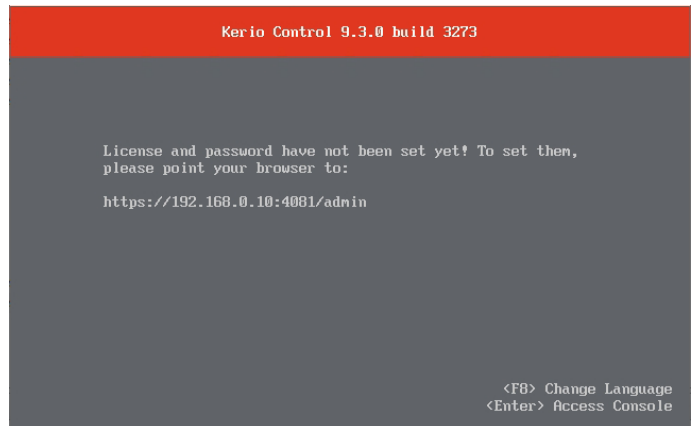 Kerio Control 9.3.0 build 3273
License and password have not been set yet! To set them,
please point your browser to:
https://192.168.0.10:4081/admin
<F8> Change Language
<Enter> Access Console